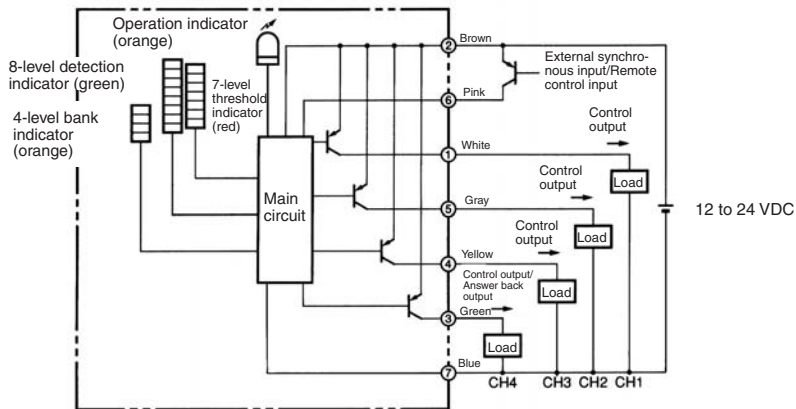 Operation indicator
(orange)
8-level detection
indicator (green)
7-level
threshold
indicator
(red)
4-level bank
indicator
(orange)
Main
circuit
2
Brown
External synchro-
nous input/Remote
control input
6
Pink
Control
output
1
White
Load
Control
output
5
Gray
Load
12 to 24 VDC
Control
output
4
Yellow
Load
Control output/
Answer back
output
3
Green
Load
7
Blue
CH4 CH3 CH2 CH1